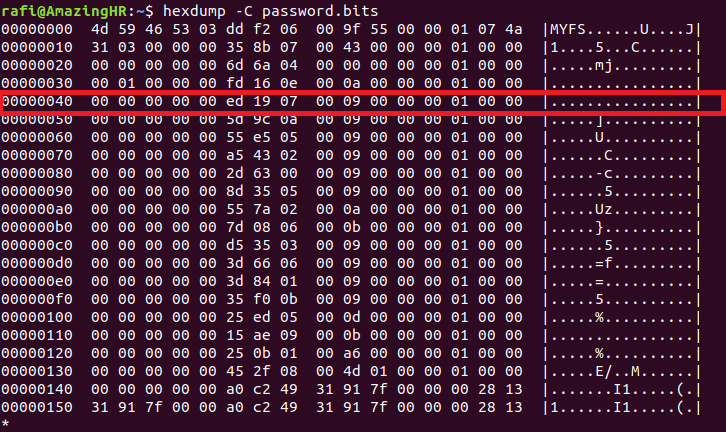 rafi@AmazingHR:~$ hexdump -C password.bits
00000000  4d 59 46 53 03 dd f2 06  00 9f 55 00 00 01 07 4a  |MYFS......U....J|
00000010  31 03 00 00 00 35 8b 07  00 43 00 00 00 01 00 00  |1....5...C......|
00000020  00 00 00 00 00 6d 6a 04  00 00 00 00 00 00 00 00  |.....mj.........|
00000030  00 01 00 00 00 fd 16 0e  00 0a 00 00 00 01 00 00  |................|
00000040  00 00 00 00 00 ed 19 07  00 09 00 00 00 01 00 00  |................|
00000050  00 00 00 00 00 5d 9c 0a  00 09 00 00 00 01 00 00  |.....]..........|
00000060  00 00 00 00 00 55 e5 05  00 09 00 00 00 01 00 00  |.....U..........|
00000070  00 00 00 00 00 a5 43 02  00 09 00 00 00 01 00 00  |......C.........|
00000080  00 00 00 00 00 2d 63 00  00 09 00 00 00 01 00 00  |.....-c.........|
00000090  00 00 00 00 00 8d 35 05  00 09 00 00 00 01 00 00  |......5.........|
000000a0  00 00 00 00 00 55 7a 02  00 0a 00 00 00 01 00 00  |.....Uz.........|
000000b0  00 00 00 00 00 7d 08 06  00 0b 00 00 00 01 00 00  |.....}..........|
000000c0  00 00 00 00 00 d5 35 03  00 09 00 00 00 01 00 00  |......5.........|
000000d0  00 00 00 00 00 3d 66 06  00 09 00 00 00 01 00 00  |.....=f.........|
000000e0  00 00 00 00 00 3d 84 01  00 09 00 00 00 01 00 00  |.....=..........|
000000f0  00 00 00 00 00 35 f0 0b  00 09 00 00 00 01 00 00  |.....5..........|
00000100  00 00 00 00 00 25 ed 05  00 0d 00 00 00 01 00 00  |.....%..........|
00000110  00 00 00 00 00 15 ae 09  00 0b 00 00 00 01 00 00  |................|
00000120  00 00 00 00 00 25 0b 01  00 a6 00 00 00 01 00 00  |.....%..........|
00000130  00 00 00 00 00 45 2f 08  00 4d 01 00 00 01 00 00  |.....E/..M......|
00000140  00 00 00 00 00 a0 c2 49  31 91 7f 00 00 00 28 13  |.......I1.....(.|
00000150  31 91 7f 00 00 a0 c2 49  31 91 7f 00 00 00 28 13  |1......I1.....(.|
*